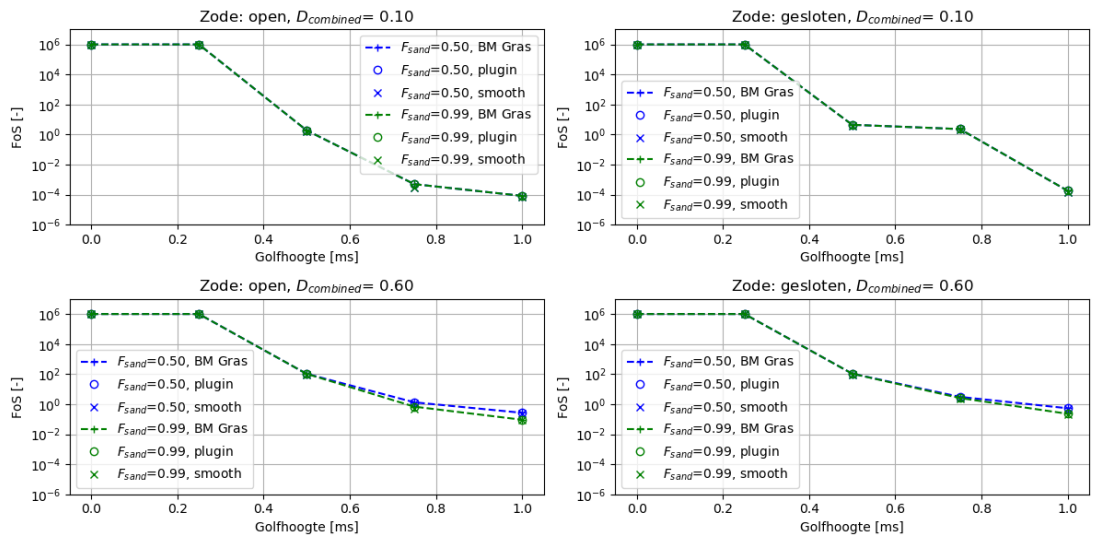 Zode: open, D_combined= 0.10
FoS [-]
10^6
10^4
10^2
10^0
10^−2
10^−4
10^−6
F_sand=0.50, BM Gras
F_sand=0.50, plugin
F_sand=0.50, smooth
F_sand=0.99, BM Gras
F_sand=0.99, plugin
F_sand=0.99, smooth
0.0 0.2 0.4 0.6 0.8 1.0
Golfhoogte [ms]
Zode: gesloten, D_combined= 0.10
FoS [-]
10^6
10^4
10^2
10^0
10^−2
10^−4
10^−6
F_sand=0.50, BM Gras
F_sand=0.50, plugin
F_sand=0.50, smooth
F_sand=0.99, BM Gras
F_sand=0.99, plugin
F_sand=0.99, smooth
0.0 0.2 0.4 0.6 0.8 1.0
Golfhoogte [ms]
Zode: open, D_combined= 0.60
FoS [-]
10^6
10^4
10^2
10^0
10^−2
10^−4
10^−6
F_sand=0.50, BM Gras
F_sand=0.50, plugin
F_sand=0.50, smooth
F_sand=0.99, BM Gras
F_sand=0.99, plugin
F_sand=0.99, smooth
0.0 0.2 0.4 0.6 0.8 1.0
Golfhoogte [ms]
Zode: gesloten, D_combined= 0.60
FoS [-]
10^6
10^4
10^2
10^0
10^−2
10^−4
10^−6
F_sand=0.50, BM Gras
F_sand=0.50, plugin
F_sand=0.50, smooth
F_sand=0.99, BM Gras
F_sand=0.99, plugin
F_sand=0.99, smooth
0.0 0.2 0.4 0.6 0.8 1.0
Golfhoogte [ms]